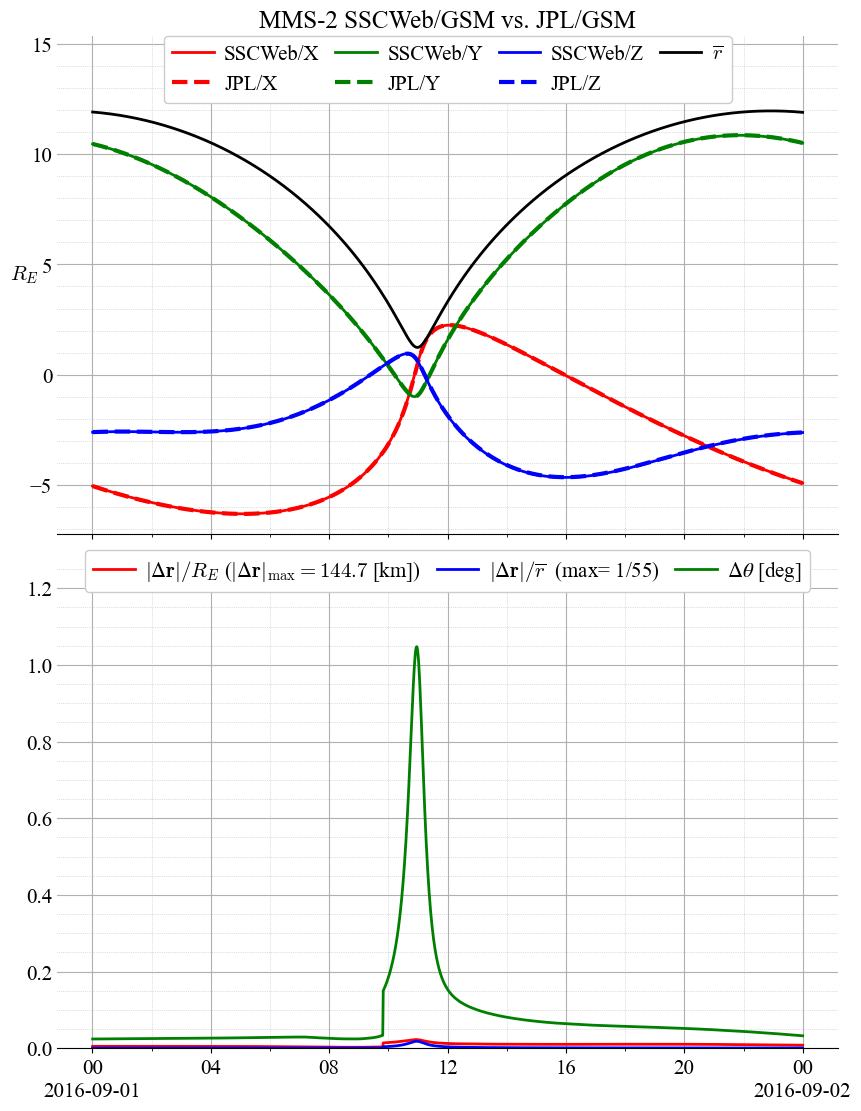 MMS-2 SSCWeb/GSM vs. JPL/GSM
SSCWeb/X SSCWeb/Y SSCWeb/Z r̅
JPL/X JPL/Y JPL/Z
15
10
5
0
−5
R_E
|Δr|/R_E (|Δr|_max = 144.7 [km]) |Δr|/r̅ (max= 1/55) Δθ [deg]
1.2
1.0
0.8
0.6
0.4
0.2
0.0
00 04 08 12 16 20 00
2016-09-01 2016-09-02